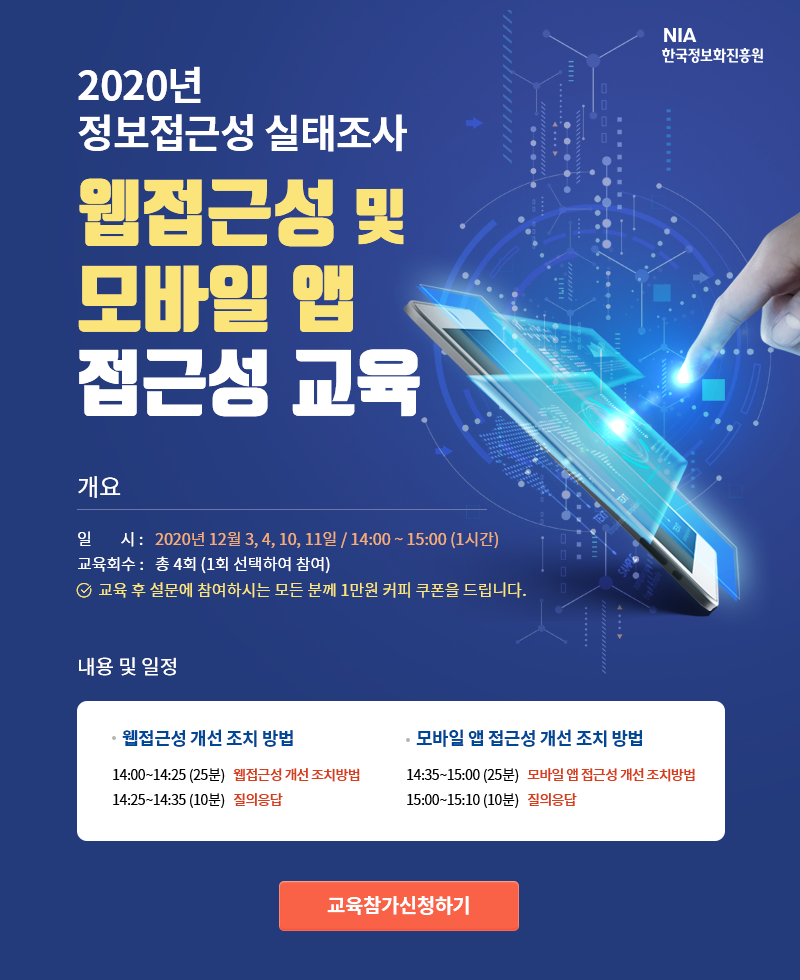 NIA
한국정보화진흥원
2020년
정보접근성 실태조사
웹접근성 및
모바일 앱
접근성 교육
개요
일 시 : 2020년 12월 3, 4, 10, 11일 / 14:00 ~ 15:00 (1시간)
교육회수 : 총 4회 (1회 선택하여 참여)
교육 후 설문에 참여하시는 모든 분께 1만원 커피 쿠폰을 드립니다.
내용 및 일정
웹접근성 개선 조치 방법
14:00~14:25 (25분) 웹접근성 개선 조치방법
14:25~14:35 (10분) 질의응답
모바일 앱 접근성 개선 조치 방법
14:35~15:00 (25분) 모바일 앱 접근성 개선 조치방법
15:00~15:10 (10분) 질의응답
교육참가신청하기